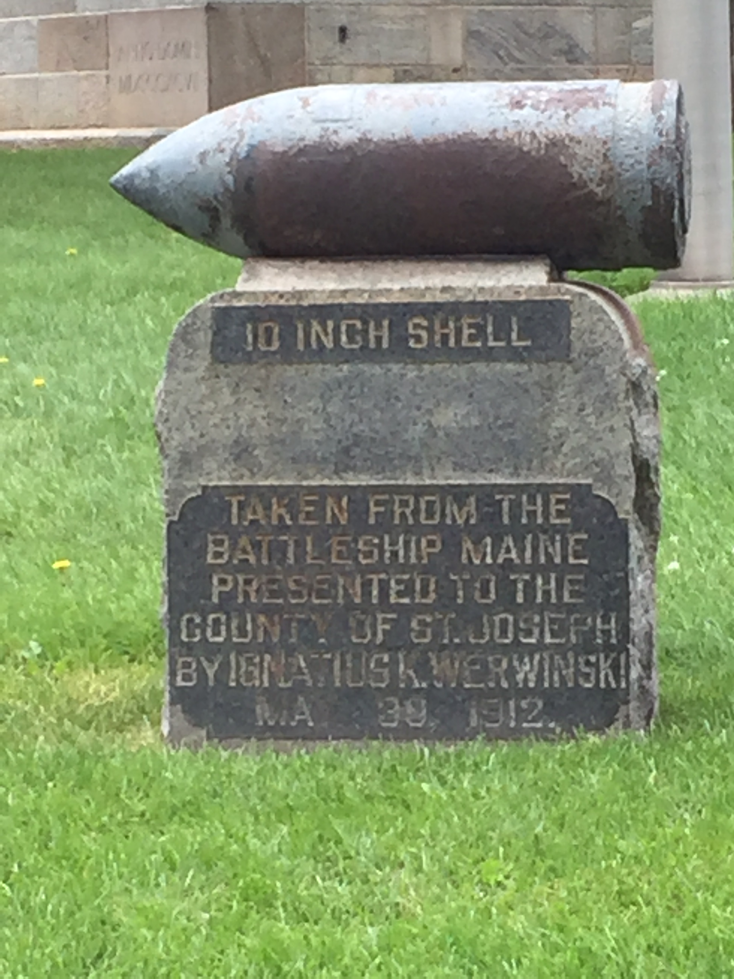 10 INCH SHELL
TAKEN FROM THE
BATTLESHIP MAINE
PRESENTED TO THE
COUNTY OF ST. JOSEPH
BY IGNATIUS K. WERWINSKI
MAY 30, 1912.